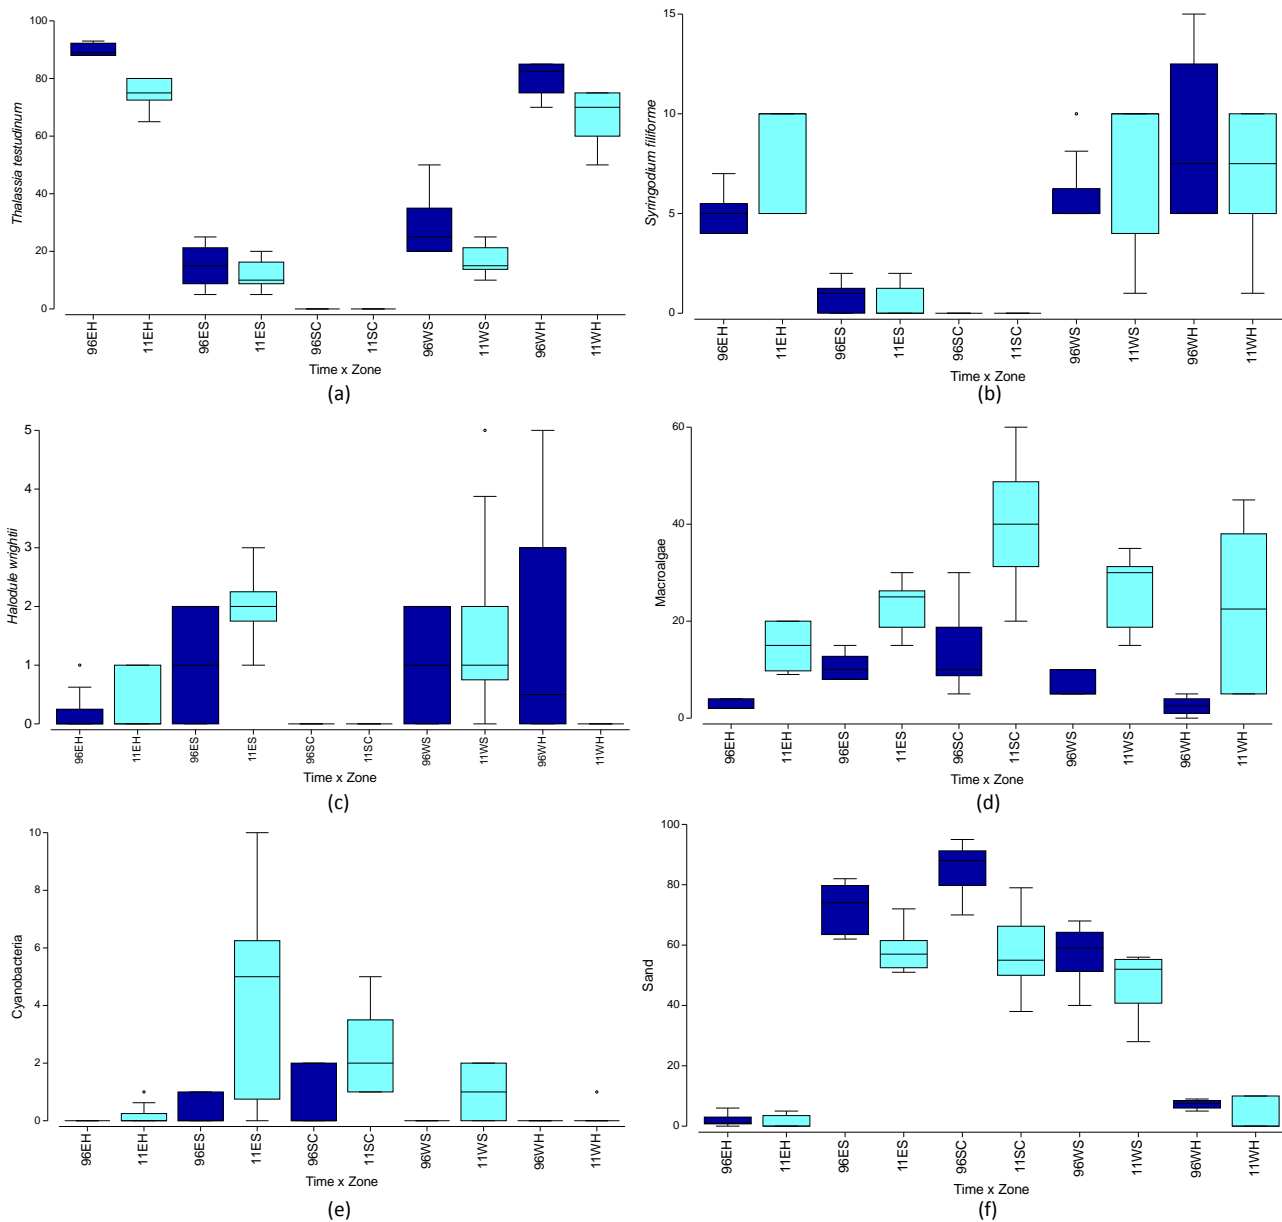 100
80
60
40
20
0
Thalassia testudinum
96EH
11EH
96ES
11ES
96SC
11SC
96WS
11WS
96WH
11WH
Time x Zone
(a)
15
10
5
0
Syringodium filiforme
96EH
11EH
96ES
11ES
96SC
11SC
96WS
11WS
96WH
11WH
Time x Zone
(b)
5
4
3
2
1
0
Halodule wrightii
96EH
11EH
96ES
11ES
96SC
11SC
96WS
11WS
96WH
11WH
Time x Zone
(c)
60
40
20
0
Macroalgae
96EH
11EH
96ES
11ES
96SC
11SC
96WS
11WS
96WH
11WH
Time x Zone
(d)
10
8
6
4
2
0
Cyanobacteria
96EH
11EH
96ES
11ES
96SC
11SC
96WS
11WS
96WH
11WH
Time x Zone
(e)
100
80
60
40
20
0
Sand
96EH
11EH
96ES
11ES
96SC
11SC
96WS
11WS
96WH
11WH
Time x Zone
(f)